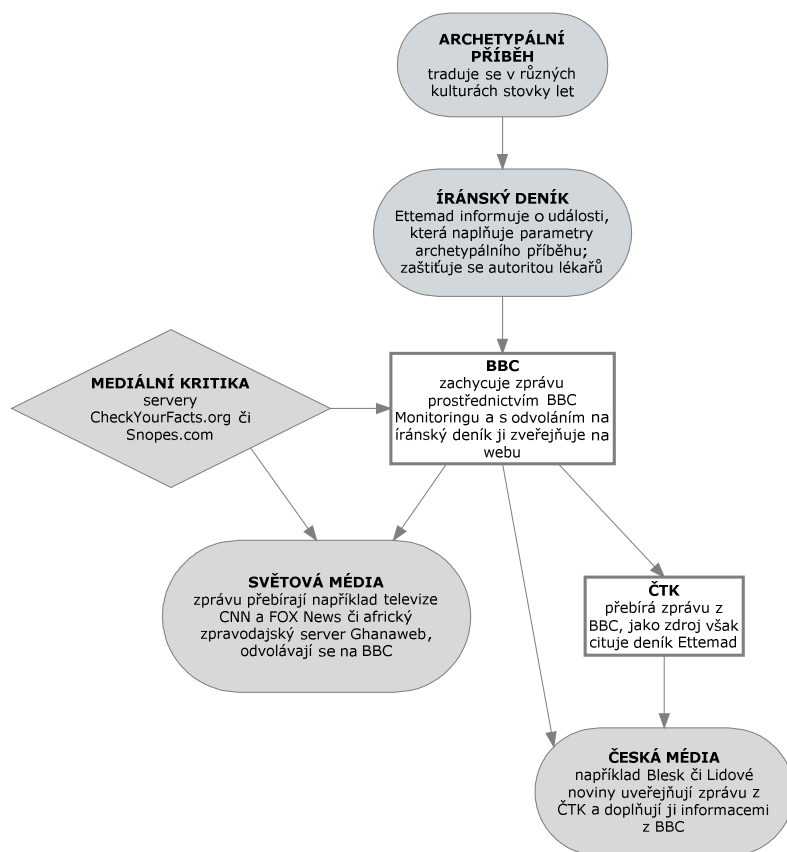 ARCHETYPÁLNÍ
PŘÍBĚH
traduje se v různých
kulturách stovky let
ÍRÁNSKÝ DENÍK
Ettemad informuje o události,
která naplňuje parametry
archetypálního příběhu;
zaštiťuje se autoritou lékařů
MEDIÁLNÍ KRITIKA
servery
CheckYourFacts.org či
Snopes.com
BBC
zachycuje zprávu
prostřednictvím BBC
Monitoringu a s odvoláním na
íránský deník ji zveřejňuje na
webu
SVĚTOVÁ MÉDIA
zprávu přebírají například televize
CNN a FOX News či africký
zpravodajský server Ghanaweb,
odvolávají se na BBC
ČTK
přebírá zprávu z
BBC, jako zdroj však
cituje deník Ettemad
ČESKÁ MÉDIA
například Blesk či Lidové
noviny uveřejňují zprávu z
ČTK a doplňují ji informacemi
z BBC